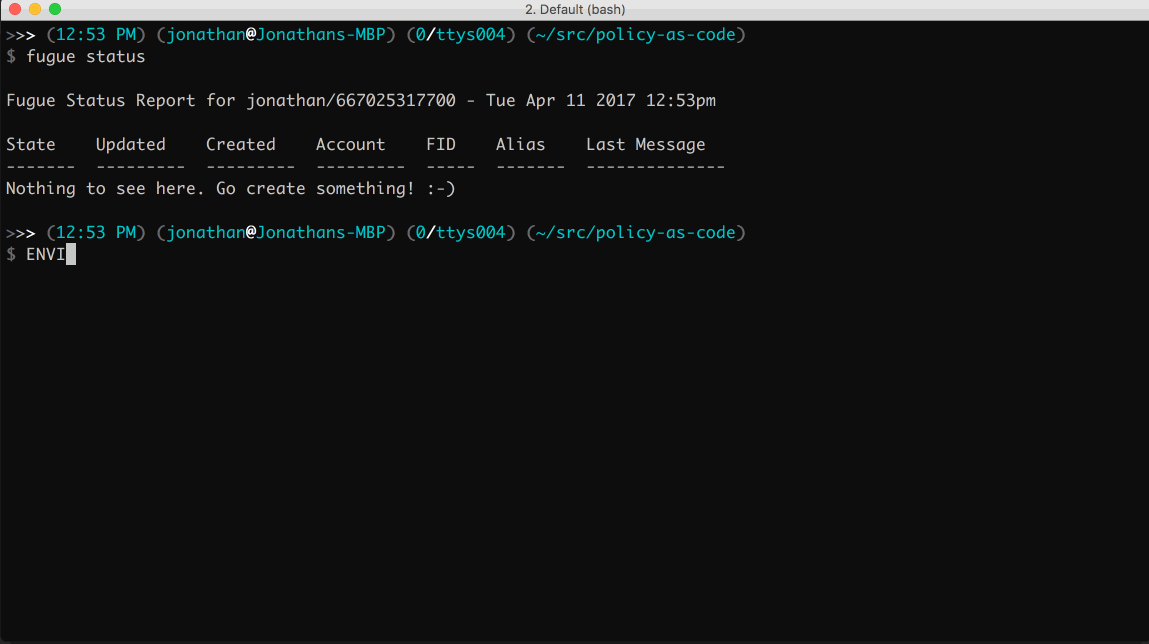 2. Default (bash)
>>> (12:53 PM) (jonathan@Jonathans-MBP) (0/ttys004) (~/src/policy-as-code)
$ fugue status
Fugue Status Report for jonathan/667025317700 - Tue Apr 11 2017 12:53pm
State    Updated    Created    Account    FID    Alias    Last Message
-------  ---------  ---------  ---------  -----  -------  --------------
Nothing to see here. Go create something! :-)
>>> (12:53 PM) (jonathan@Jonathans-MBP) (0/ttys004) (~/src/policy-as-code)
$ ENVI